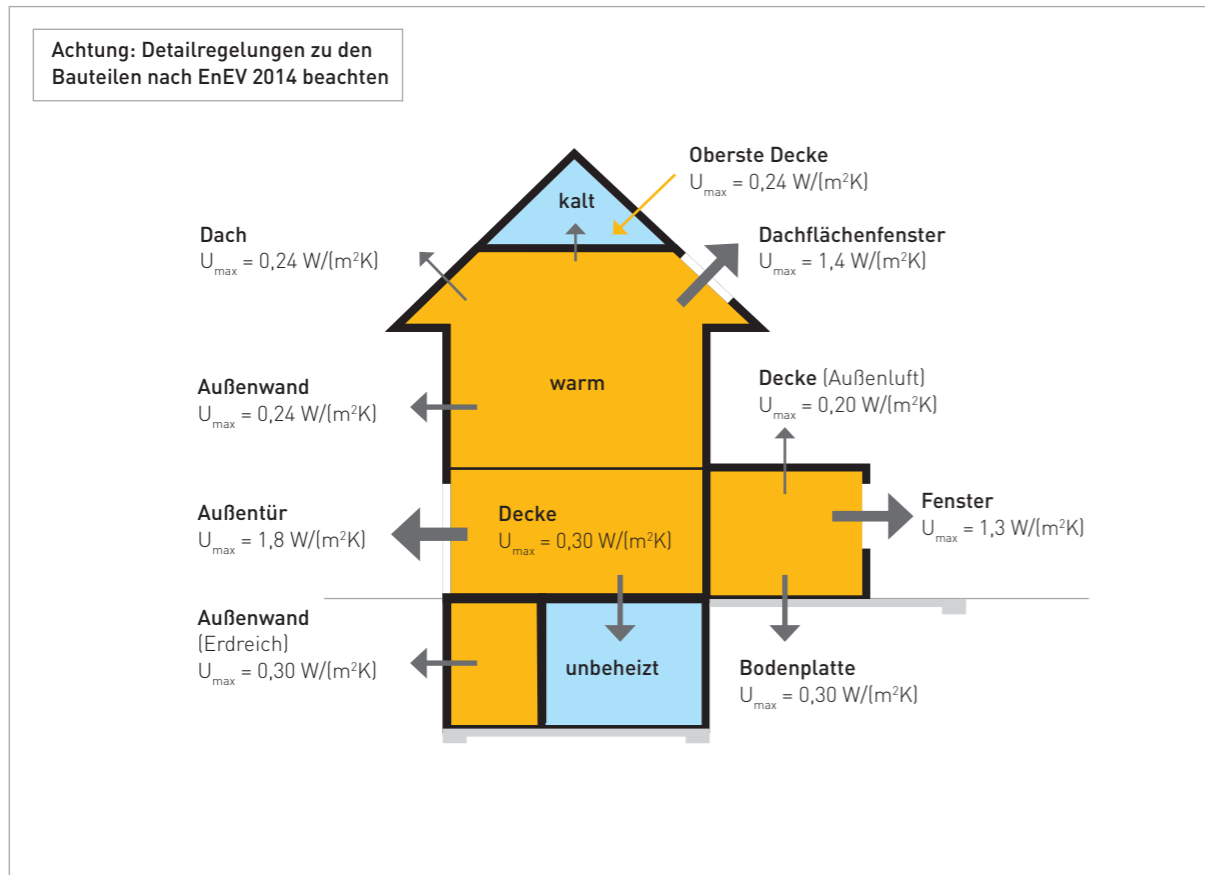 Achtung: Detailregelungen zu den
Bauteilen nach EnEV 2014 beachten
Oberste Decke
Umax = 0,24 W/(m²K)
kalt
Dach
Umax = 0,24 W/(m²K)
Dachflächenfenster
Umax = 1,4 W/(m²K)
Außenwand
Umax = 0,24 W/(m²K)
warm
Decke (Außenluft)
Umax = 0,20 W/(m²K)
Außentür
Umax = 1,8 W/(m²K)
Decke
Umax = 0,30 W/(m²K)
Fenster
Umax = 1,3 W/(m²K)
Außenwand
(Erdreich)
Umax = 0,30 W/(m²K)
unbeheizt
Bodenplatte
Umax = 0,30 W/(m²K)